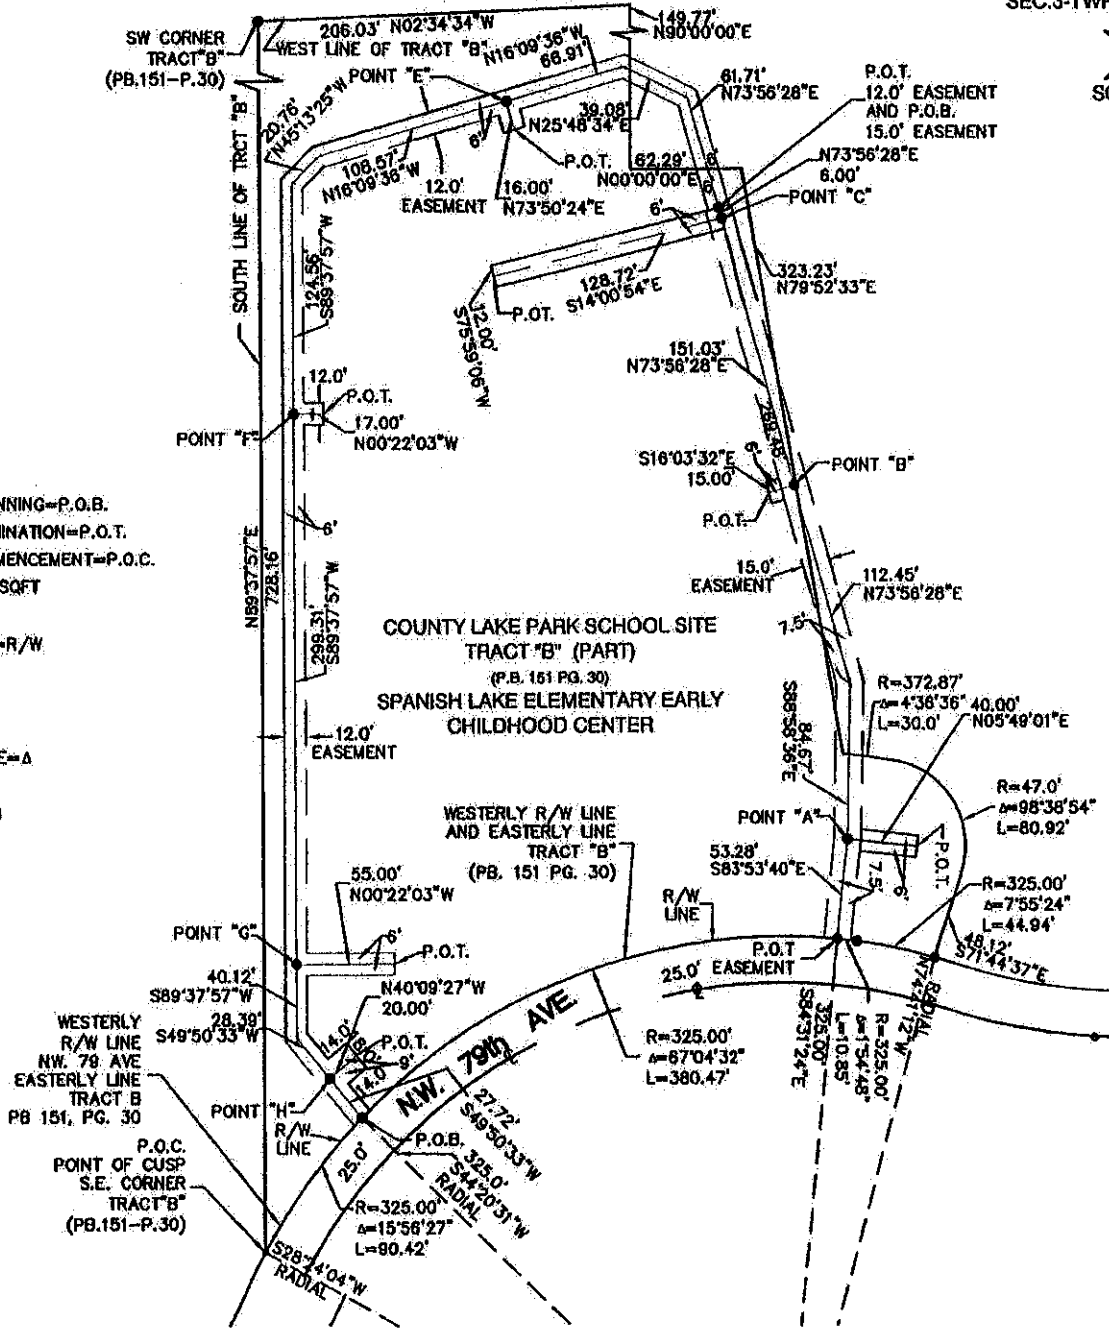 SEC.3-TWP
SW CORNER
TRACT "B"
(PB.151-P.30)
206.03' N02°34'34"W
WEST LINE OF TRACT "B"
149.77'
N90°00'00"E
N16°09'36"W
66.91'
POINT "E"
61.71'
N73°56'28"E
P.O.T.
12.0' EASEMENT
AND P.O.B.
15.0' EASEMENT
20.76'
N45°13'25"W
39.08'
N25°48'34"E
6'
108.57'
N16°09'36"W
12.0'
EASEMENT
16.00'
N73°50'24"E
P.O.T.
62.29'
N00°00'00"E
6'
6'
N73°56'28"E
6.00'
POINT "C"
SOUTH LINE OF TRCT "B"
124.56'
S89°37'57"W
6'
128.72'
S14°00'54"E
P.OT.
12.00'
S75°59'06"W
323.23'
N79°52'33"E
151.03'
N73°56'28"E
269.48'
12.0'
P.O.T.
17.00'
N00°22'03"W
POINT "F"
S16°03'32"E
15.00'
6'
P.O.T.
POINT "B"
NNING=P.O.B.
MINATION=P.O.T.
MENCEMENT=P.O.C.
SQFT
=R/W
E=Δ
6'
N89°37'57"E
728.16'
299.31'
S89°37'57"W
15.0'
EASEMENT
112.45'
N73°56'28"E
7.5'
COUNTY LAKE PARK SCHOOL SITE
TRACT "B" (PART)
(P.B. 151 PG. 30)
SPANISH LAKE ELEMENTARY EARLY
CHILDHOOD CENTER
12.0'
EASEMENT
S88°58'36"E
84.67'
R=372.87'
Δ=4°36'36"
L=30.0'
40.00'
N05°49'01"E
R=47.0'
Δ=98°38'54"
L=80.92'
WESTERLY R/W LINE
AND EASTERLY LINE
TRACT "B"
(PB. 151 PG. 30)
POINT "A"
53.28'
S83°53'40"E
7.5'
6'
P.O.T.
R=325.00'
Δ=7°55'24"
L=44.94'
55.00'
N00°22'03"W
R/W
LINE
POINT "G"
6'
P.O.T.
P.O.T
EASEMENT
48.12'
S71°44'37"E
40.12'
S89°37'57"W
28.39'
S49°50'33"W
N40°09'27"W
20.00'
25.0'
N74°41'12"W
RADIAL
WESTERLY
R/W LINE
NW. 79 AVE
EASTERLY LINE
TRACT B
PB 151, PG. 30
14.0'
18.0'
P.O.T.
9'
14.0
N.W. 79th AVE
R=325.00'
Δ=67°04'32"
L=380.47'
S84°31'24"E
325.00'
L=10.85'
Δ=1°54'48"
R=325.00'
POINT "H"
R/W
LINE
27.72'
S49°50'33"W
P.O.B.
325.0'
S44°20'31"W
RADIAL
P.O.C.
POINT OF CUSP
S.E. CORNER
TRACT"B"
(PB.151-P.30)
25.0'
R=325.00'
Δ=15°56'27"
L=90.42'
S28°24'04"W
RADIAL